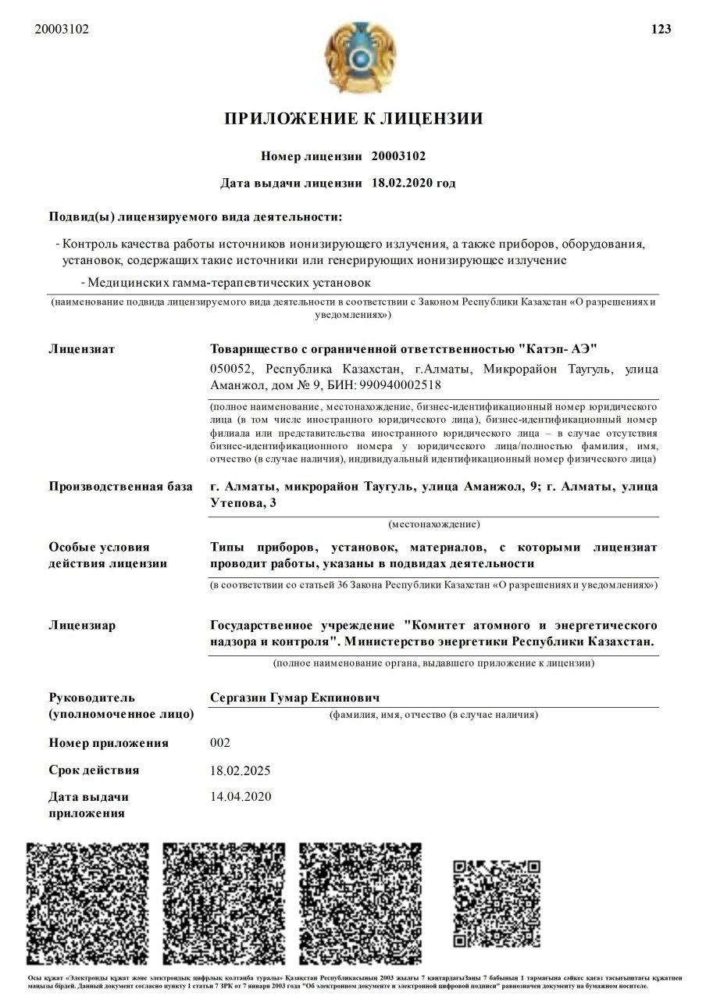 20003102
123
ПРИЛОЖЕНИЕ К ЛИЦЕНЗИИ
Номер лицензии 20003102
Дата выдачи лицензии 18.02.2020 год
Подвид(ы) лицензируемого вида деятельности:
- Контроль качества работы источников ионизирующего излучения, а также приборов, оборудования,
установок, содержащих такие источники или генерирующих ионизирующее излучение
- Медицинских гамма-терапевтических установок
(наименование подвида лицензируемого вида деятельности в соответствии с Законом Республики Казахстан «О разрешениях и
уведомлениях»)
Лицензиат
Товарищество с ограниченной ответственностью "Катэп- АЭ"
050052, Республика Казахстан, г.Алматы, Микрорайон Таугуль, улица
Аманжол, дом № 9, БИН: 990940002518
(полное наименование, местонахождение, бизнес-идентификационный номер юридического
лица (в том числе иностранного юридического лица), бизнес-идентификационный номер
филиала или представительства иностранного юридического лица – в случае отсутствия
бизнес-идентификационного номера у юридического лица/полностью фамилия, имя,
отчество (в случае наличия), индивидуальный идентификационный номер физического лица)
Производственная база
г. Алматы, микрорайон Таугуль, улица Аманжол, 9; г. Алматы, улица
Утепова, 3
(местонахождение)
Особые условия
действия лицензии
Типы приборов, установок, материалов, с которыми лицензиат
проводит работы, указаны в подвидах деятельности
(в соответствии со статьей 36 Закона Республики Казахстан «О разрешениях и уведомлениях»)
Лицензиар
Государственное учреждение "Комитет атомного и энергетического
надзора и контроля". Министерство энергетики Республики Казахстан.
(полное наименование органа, выдавшего приложение к лицензии)
Руководитель
(уполномоченное лицо)
Сергазин Гумар Екпинович
(фамилия, имя, отчество (в случае наличия)
Номер приложения
002
Срок действия
18.02.2025
Дата выдачи
приложения
14.04.2020
Осы құжат «Электронды құжат және электрондық цифрлық қолтаңба туралы» Қазақстан Республикасының 2003 жылғы 7 қаңтардағыЗаңы 7 бабының 1 тармағына сәйкес қағаз тасығыштағы құжатпен
маңызы бірдей. Данный документ согласно пункту 1 статьи 7 ЗРК от 7 января 2003 года "Об электронном документе и электронной цифровой подписи" равнозначен документу на бумажном носителе.